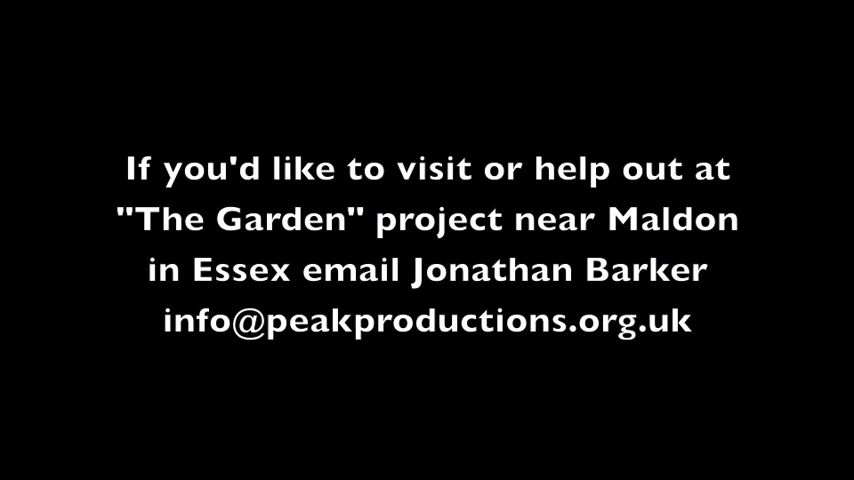 If you'd like to visit or help out at
"The Garden" project near Maldon
in Essex email Jonathan Barker
info@peakproductions.org.uk